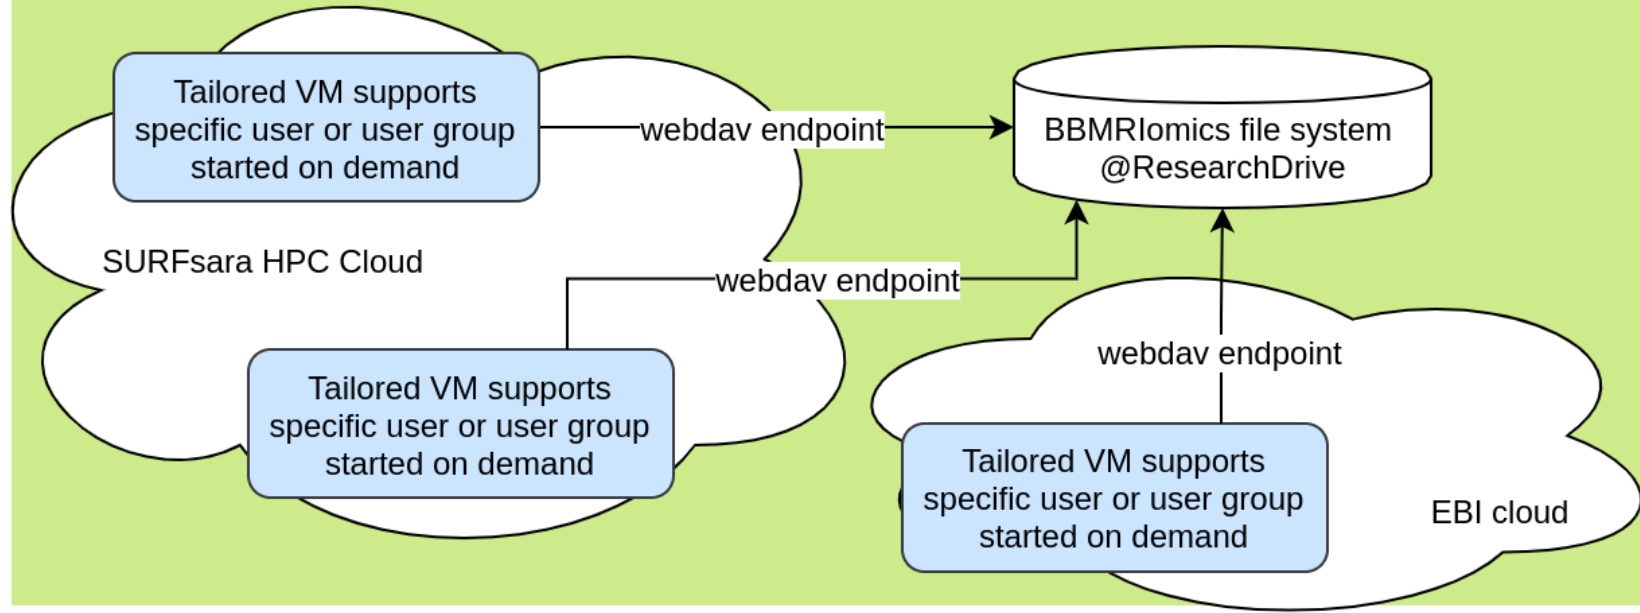 Tailored VM supports
specific user or user group
started on demand
webdav endpoint
BBMRIomics file system
@ResearchDrive
SURFsara HPC Cloud
webdav endpoint
Tailored VM supports
specific user or user group
started on demand
webdav endpoint
Tailored VM supports
specific user or user group
started on demand
EBI cloud